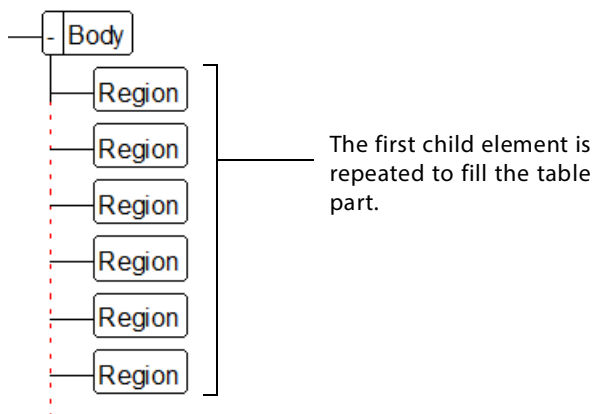 - Body
Region
Region
The first child element is
repeated to fill the table
part.
Region
Region
Region
Region